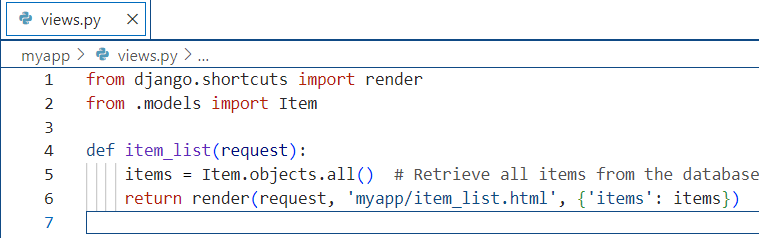 views.py ×
myapp > views.py > ...
1 from django.shortcuts import render
2 from .models import Item
3
4 def item_list(request):
5     items = Item.objects.all()  # Retrieve all items from the database
6     return render(request, 'myapp/item_list.html', {'items': items})
7